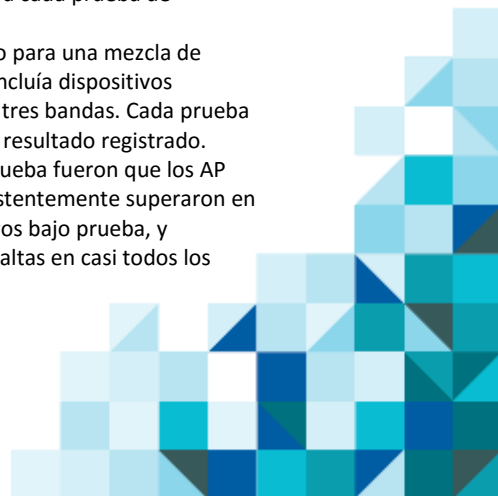 cada prueba de
o para una mezcla de
ncluía dispositivos
tres bandas. Cada prueba
resultado registrado.
ueba fueron que los AP
istentemente superaron en
os bajo prueba, y
altas en casi todos los